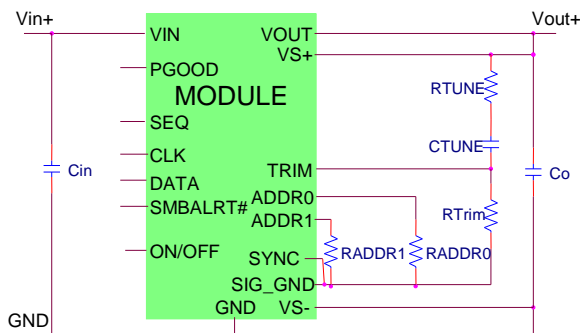 Vin+
Vout+
VIN
VOUT
VS+
PGOOD
RTUNE
MODULE
SEQ
CTUNE
CLK
TRIM
Cin
Co
DATA
ADDR0
SMBALRT#
RTrim
ADDR1
ON/OFF
SYNC
RADDR1
RADDR0
SIG_GND
GND
GND
VS-